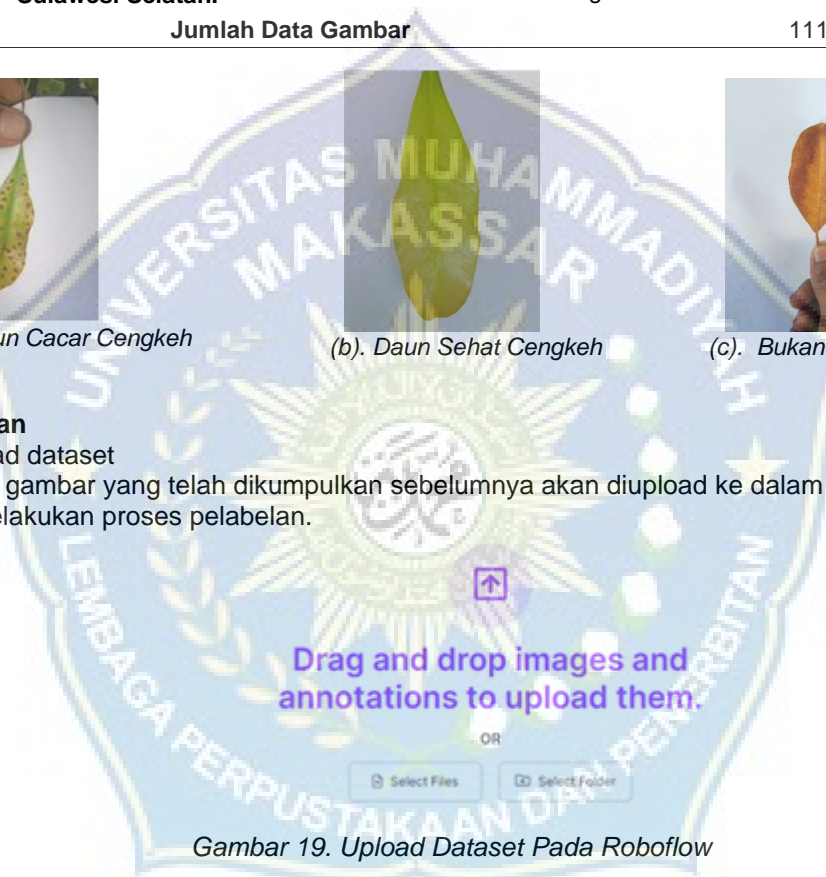 Jumlah Data Gambar 111
un Cacar Cengkeh
(b). Daun Sehat Cengkeh
(c). Bukan
an
ad dataset
gambar yang telah dikumpulkan sebelumnya akan diupload ke dalam
elakukan proses pelabelan.
Drag and drop images and
annotations to upload them.
OR
Select Files
Select Folder
Gambar 19. Upload Dataset Pada Roboflow
UNIVERSITAS MUHAMMADIYAH
MAKASSAR
LEMBAGA PERPUSTAKAAN DAN PENERBITAN